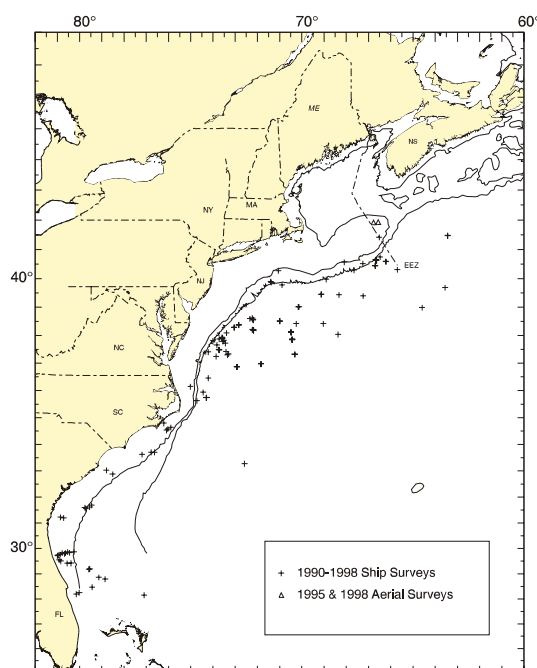 80° 70° 60°
ME
NS
MA
NY
EEZ
NJ
40°
NC
SC
30°
+ 1990-1998 Ship Surveys
△ 1995 & 1998 Aerial Surveys
FL